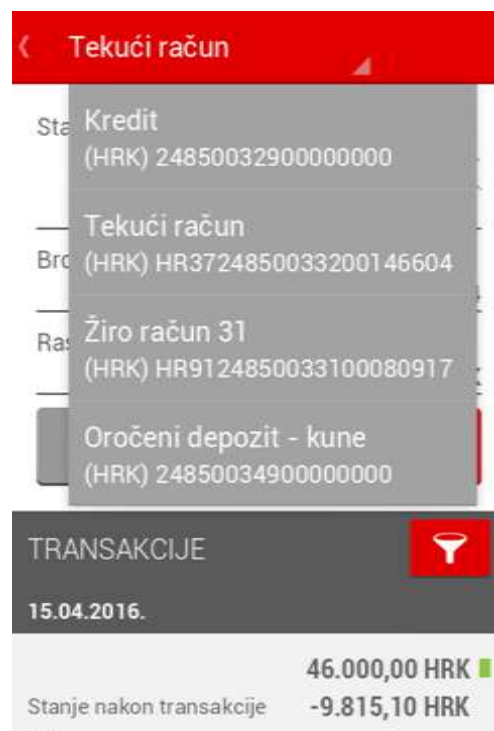 Tekući račun
Kredit
(HRK) 24850032900000000
Tekući račun
(HRK) HR3724850033200146604
Žiro račun 31
(HRK) HR9124850033100080917
Oročeni depozit - kune
(HRK) 24850034900000000
TRANSAKCIJE
15.04.2016.
46.000,00 HRK
Stanje nakon transakcije -9.815,10 HRK